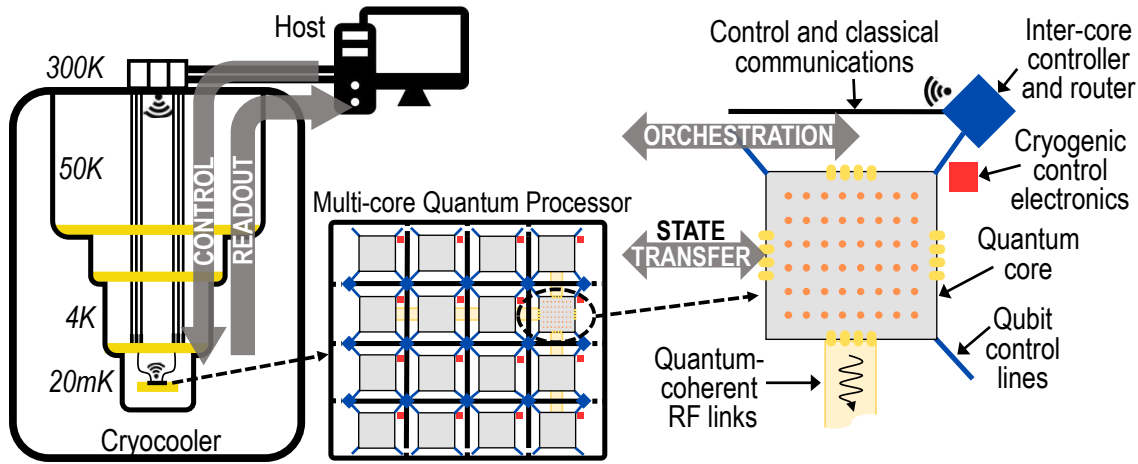 Host
300K
50K
4K
20mK
CONTROL
READOUT
Cryocooler
Multi-core Quantum Processor
Control and classical
communications
Inter-core
controller
and router
ORCHESTRATION
Cryogenic
control
electronics
STATE
TRANSFER
Quantum
core
Quantum-
coherent
RF links
Qubit
control
lines